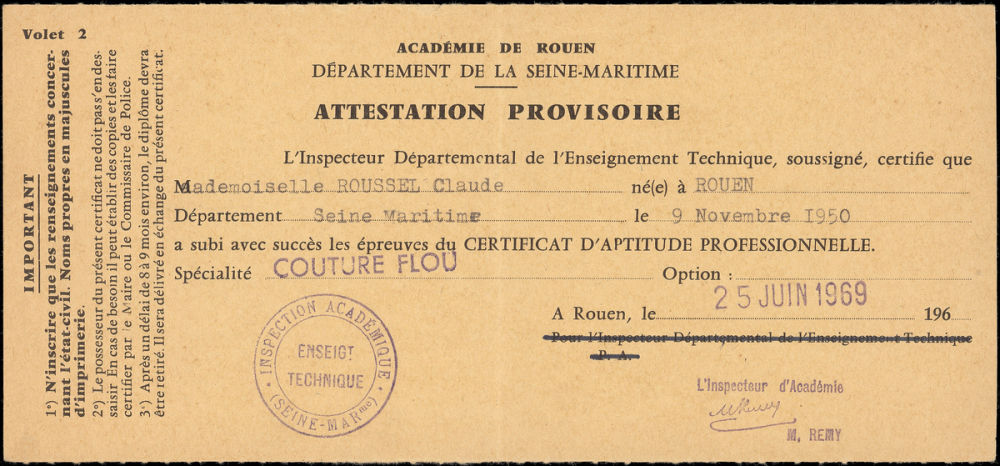 Volet 2
IMPORTANT
1°) N'inscrire que les renseignements concer-
nant l'état-civil. Noms propres en majuscules
d'imprimerie.
2°) Le possesseur du présent certificat ne doit pas s'en des-
saisir. En cas de besoin il peut établir des copies et les faire
certifier par le Maire ou le Commissaire de Police.
3°) Après un délai de 8 à 9 mois environ, le diplôme devra
être retiré. Il sera délivré en échange du présent certificat.
ACADÉMIE DE ROUEN
DÉPARTEMENT DE LA SEINE-MARITIME
ATTESTATION PROVISOIRE
L'Inspecteur Départemental de l'Enseignement Technique, soussigné, certifie que
Mademoiselle ROUSSEL Claude né(e) à ROUEN
Département Seine Maritime le 9 Novembre 1950
a subi avec succès les épreuves du CERTIFICAT D'APTITUDE PROFESSIONNELLE.
Spécialité COUTURE FLOU Option :
A Rouen, le 25 JUIN 1969 196
Pour l'Inspecteur Départemental de l'Enseignement Technique
P. A.
INSPECTION ACADÉMIQUE
ENSEIGT
TECHNIQUE
(SEINE-MARme)
L'Inspecteur d'Académie
M. REMY